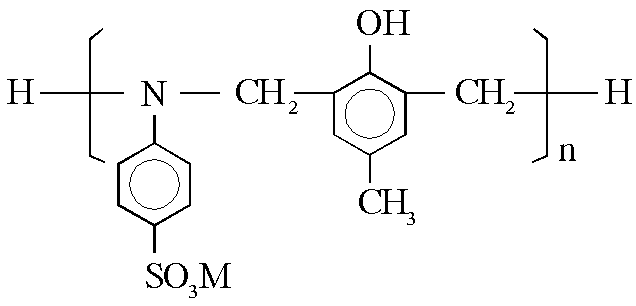 OH
H N CH₂ CH₂ H
n
CH₃
SO₃M